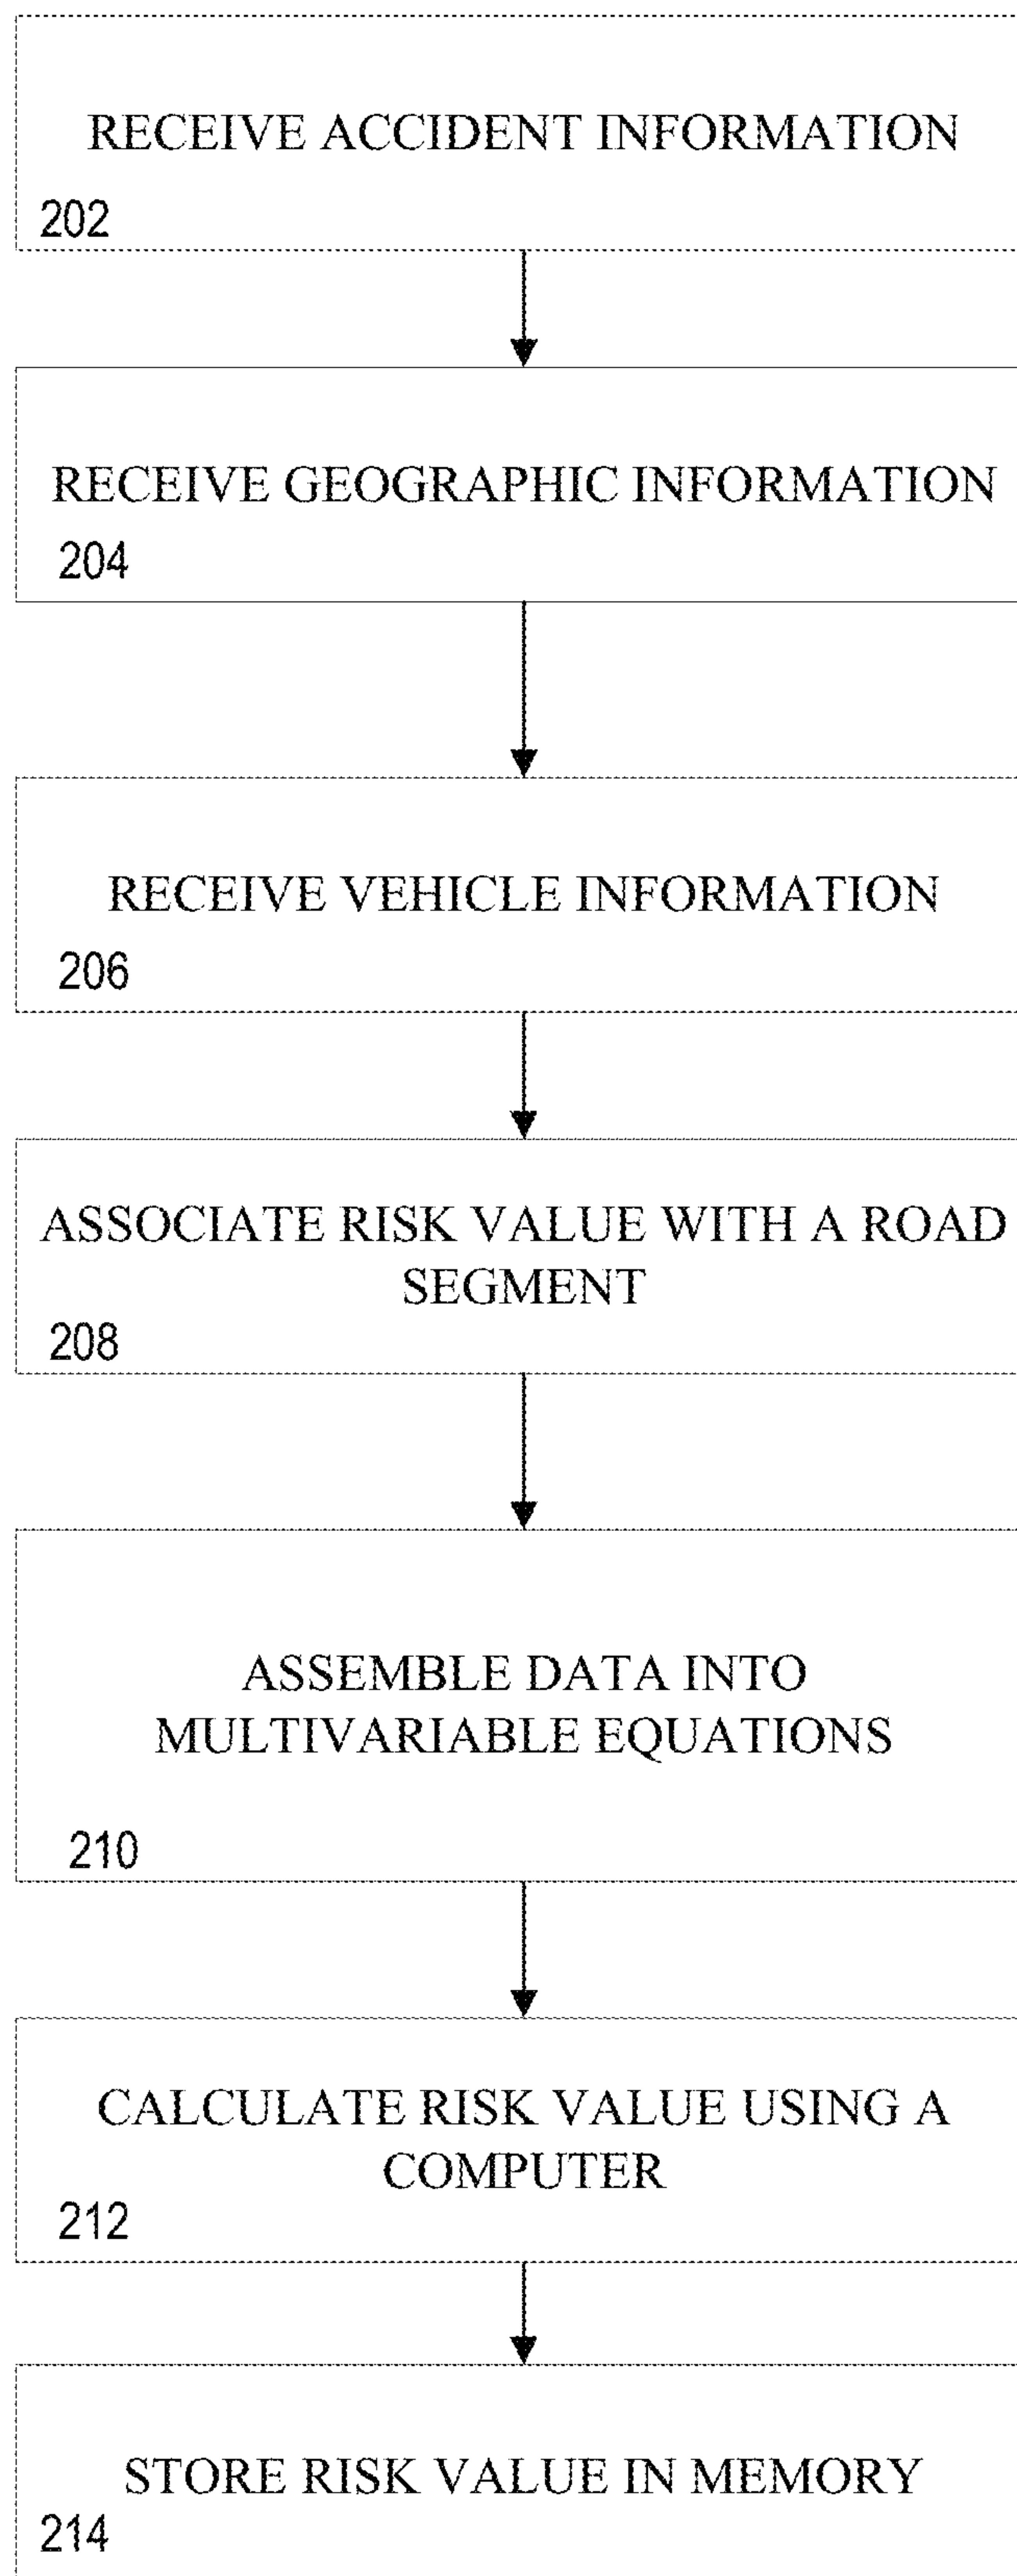 RECEIVE ACCIDENT INFORMATION
202
RECEIVE GEOGRAPHIC INFORMATION
204
RECEIVE VEHICLE INFORMATION
206
ASSOCIATE RISK VALUE WITH A ROAD
SEGMENT
208
ASSEMBLE DATA INTO
MULTIVARIABLE EQUATIONS
210
CALCULATE RISK VALUE USING A
COMPUTER
212
STORE RISK VALUE IN MEMORY
214